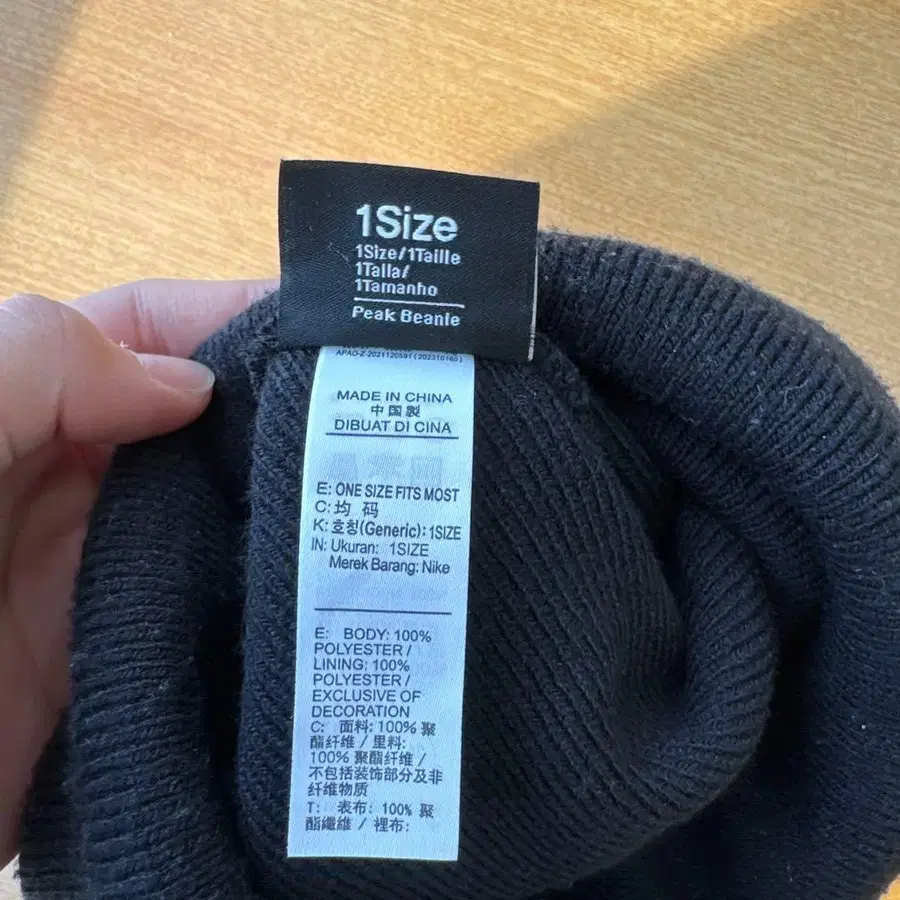 1Size
1Size/1Taille
1Talla/
1Tamanho
Peak Beanie
APAO-Z-2021120591 (202310160)
MADE IN CHINA
中国製
DIBUAT DI CINA
E: ONE SIZE FITS MOST
C: 均 码
K: 호칭(Generic): 1SIZE
IN: Ukuran: 1SIZE
Merek Barang: Nike
E: BODY: 100%
POLYESTER /
LINING: 100%
POLYESTER /
EXCLUSIVE OF
DECORATION
C: 面料: 100% 聚
酯纤维 / 里料:
100% 聚酯纤维 /
不包括装饰部分及非
纤维物质
T: 表布: 100% 聚
酯纖維 / 裡布: